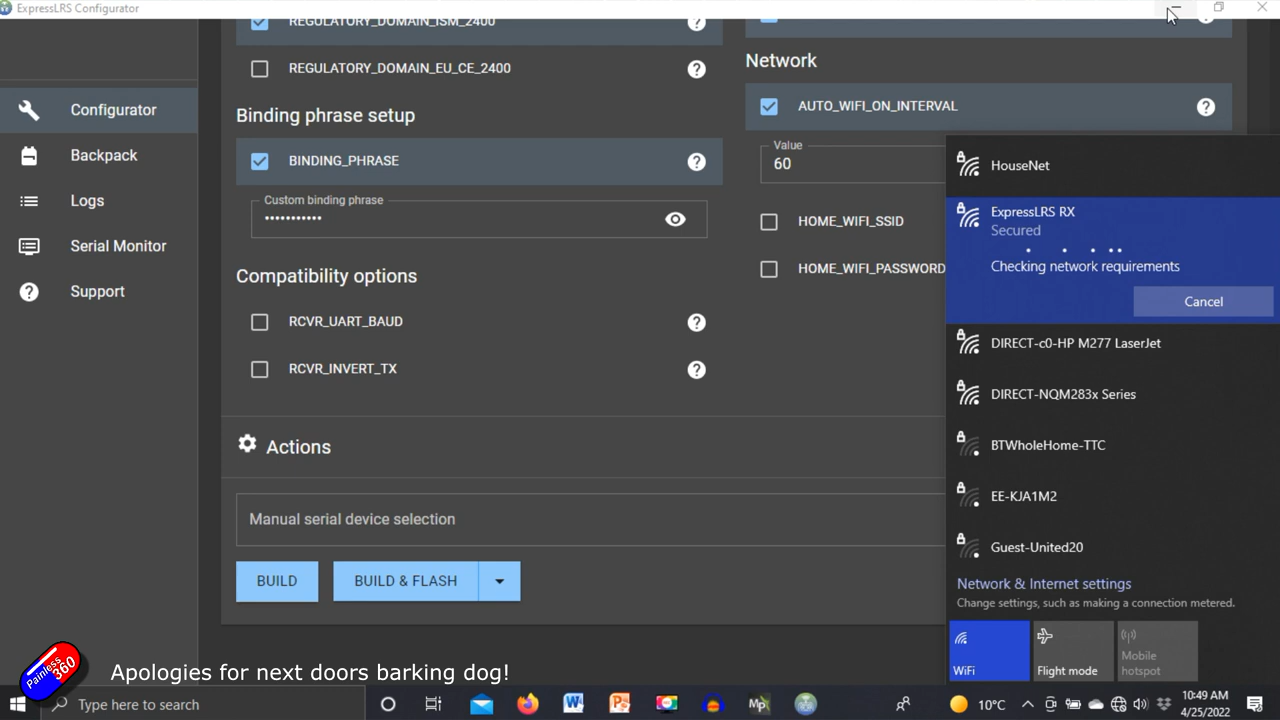 ExpressLRS Configurator
REGULATORY_DOMAIN_ISM_2400
REGULATORY_DOMAIN_EU_CE_2400
Network
Configurator
Binding phrase setup
AUTO_WIFI_ON_INTERVAL
Backpack
BINDING_PHRASE
Value
60
HouseNet
Logs
Custom binding phrase
•••••••••••
HOME_WIFI_SSID
ExpressLRS RX
Secured
Serial Monitor
Compatibility options
HOME_WIFI_PASSWORD
Checking network requirements
Support
Cancel
RCVR_UART_BAUD
DIRECT-c0-HP M277 LaserJet
RCVR_INVERT_TX
DIRECT-NQM283x Series
Actions
BTWholeHome-TTC
EE-KJA1M2
Manual serial device selection
Guest-United20
BUILD
BUILD & FLASH
Network & Internet settings
Change settings, such as making a connection metered.
WiFi
Flight mode
Mobile
hotspot
Painless
360
Apologies for next doors barking dog!
Type here to search
10°C
10:49 AM
4/25/2022